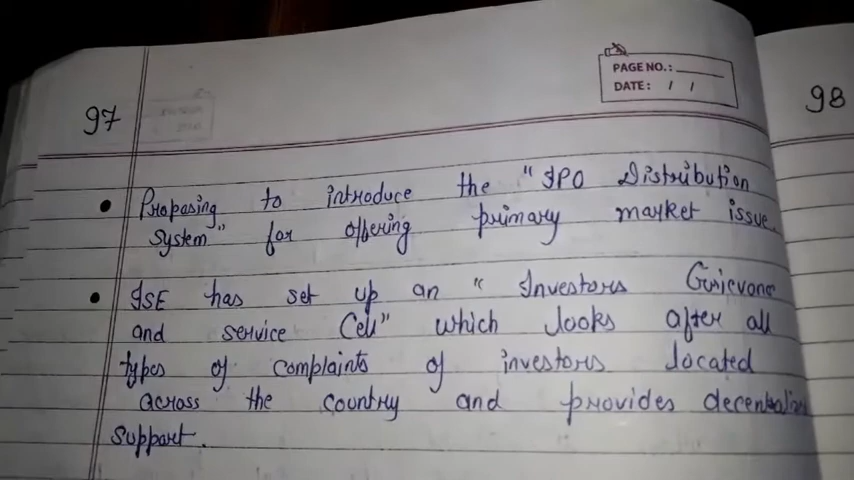 97
PAGE NO.:
DATE: / /
98
• Proposing to introduce the "IPO Distribution
System" for offering primary market issue.
• ISE has set up an "Investors Grievance
and service Cell" which looks after all
types of complaints of investors located
across the country and provides decentralized
support.